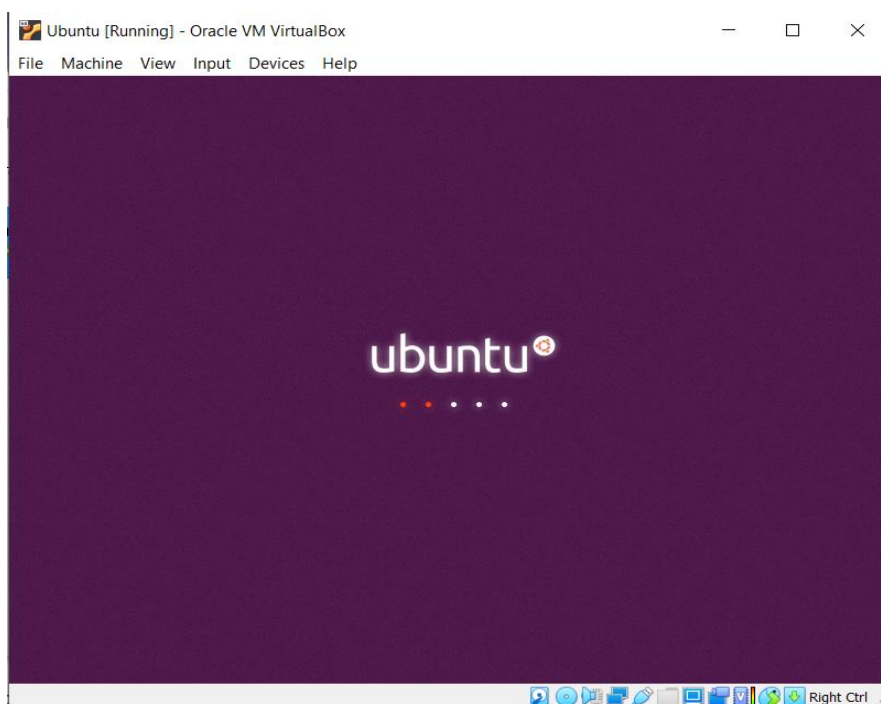 Ubuntu [Running] - Oracle VM VirtualBox
File Machine View Input Devices Help
ubuntu
Right Ctrl